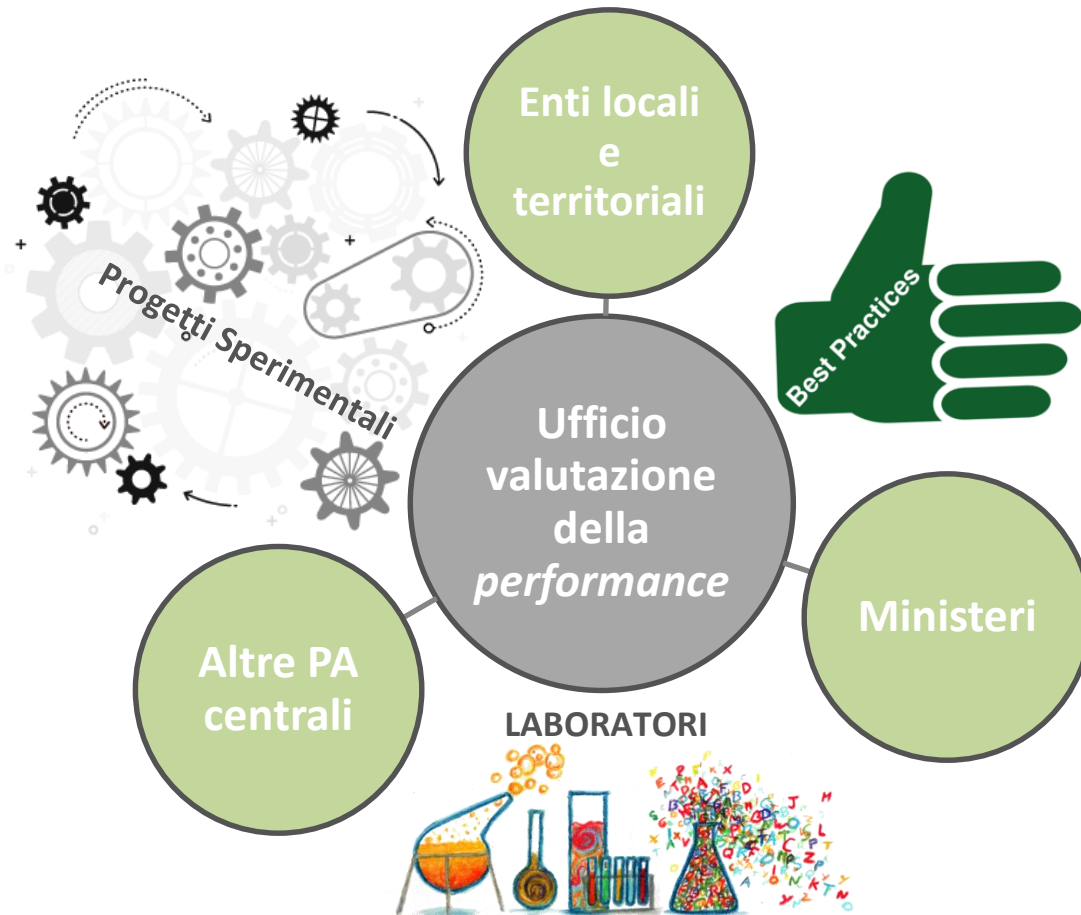 Enti locali
e
territoriali
Progetti Sperimentali
Best Practices
Ufficio
valutazione
della
performance
Ministeri
Altre PA
centrali
LABORATORI